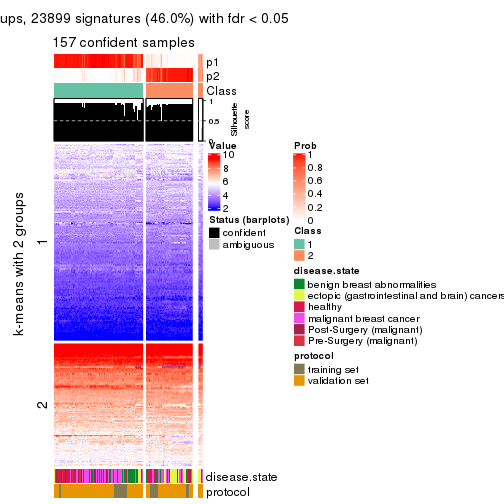 ups, 23899 signatures (46.0%) with fdr < 0.05
157 confident samples
p1
p2
Class
1
0.5
0
Silhouette
score
k-means with 2 groups
1
2
Value
10
8
6
4
2
Status (barplots)
confident
ambiguous
Prob
1
0.8
0.6
0.4
0.2
0
Class
1
2
disease.state
benign breast abnormalities
ectopic (gastrointestinal and brain) cancers
healthy
malignant breast cancer
Post-Surgery (malignant)
Pre-Surgery (malignant)
protocol
training set
validation set
disease.state
protocol